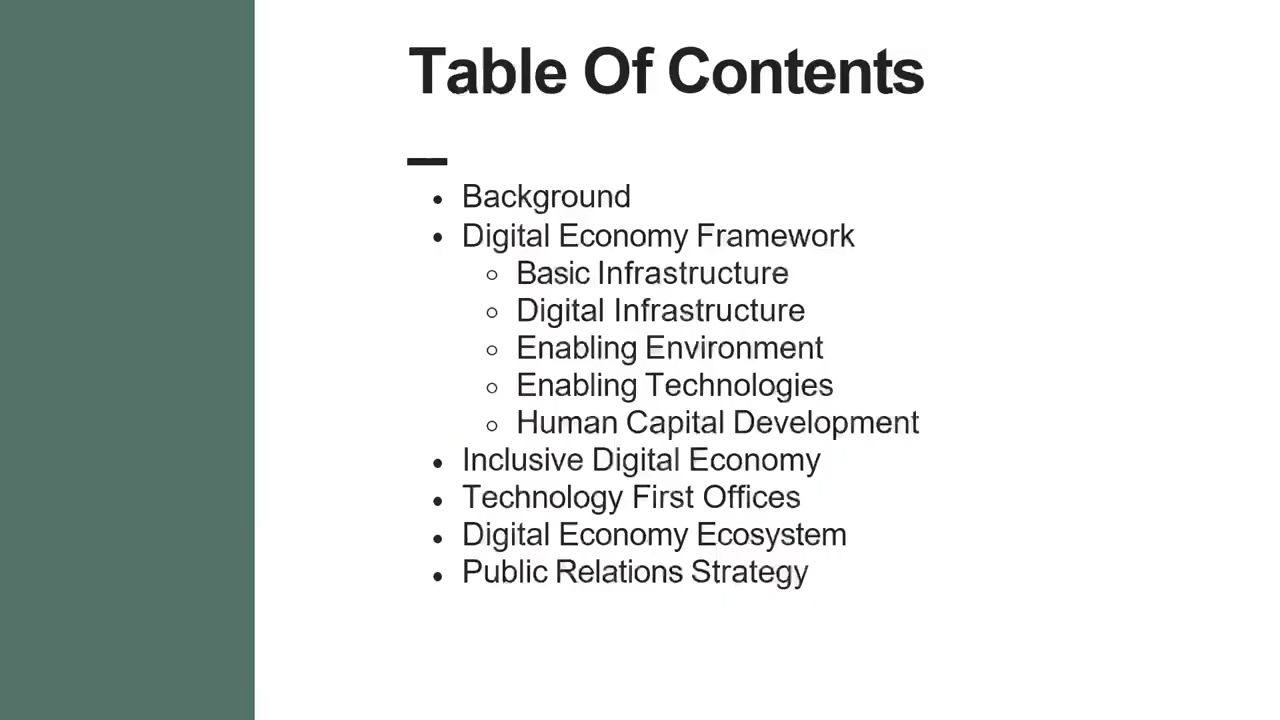 Table Of Contents
Background
Digital Economy Framework
Basic Infrastructure
Digital Infrastructure
Enabling Environment
Enabling Technologies
Human Capital Development
Inclusive Digital Economy
Technology First Offices
Digital Economy Ecosystem
Public Relations Strategy